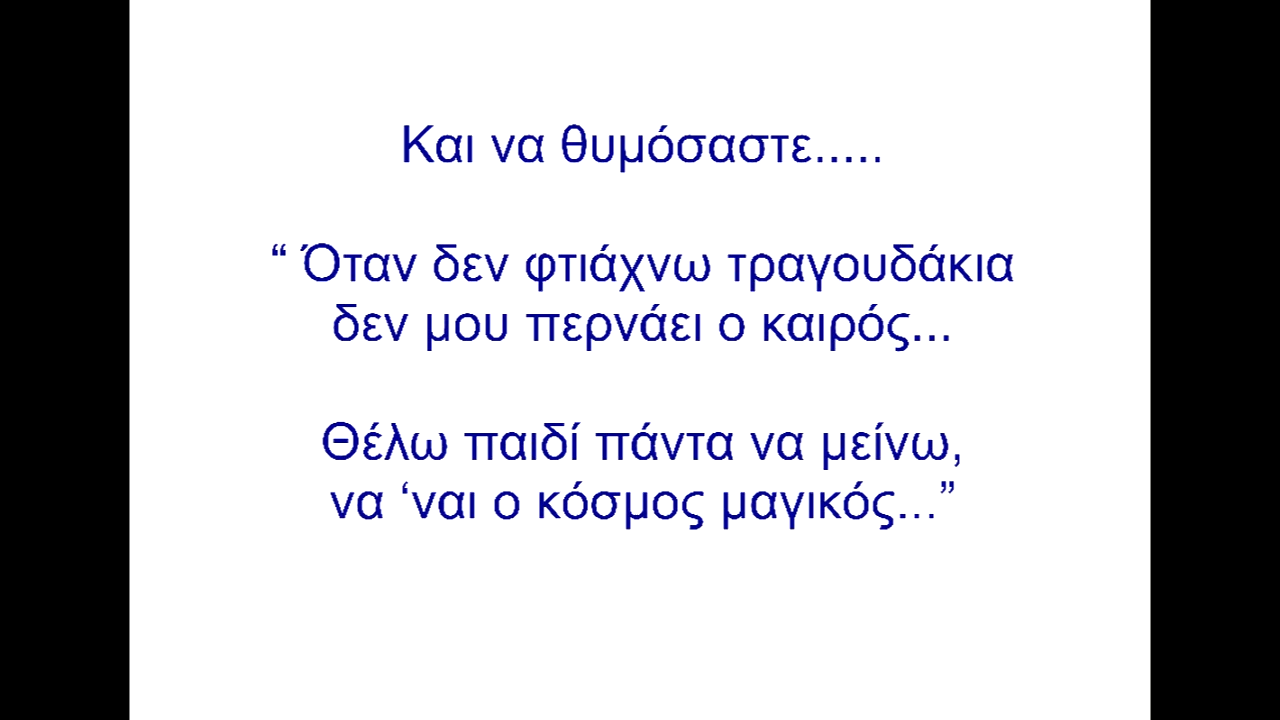 Και να θυμόσαστε.....
“ Όταν δεν φτιάχνω τραγουδάκια
δεν μου περνάει ο καιρός...
Θέλω παιδί πάντα να μείνω,
να ‘ναι ο κόσμος μαγικός...”